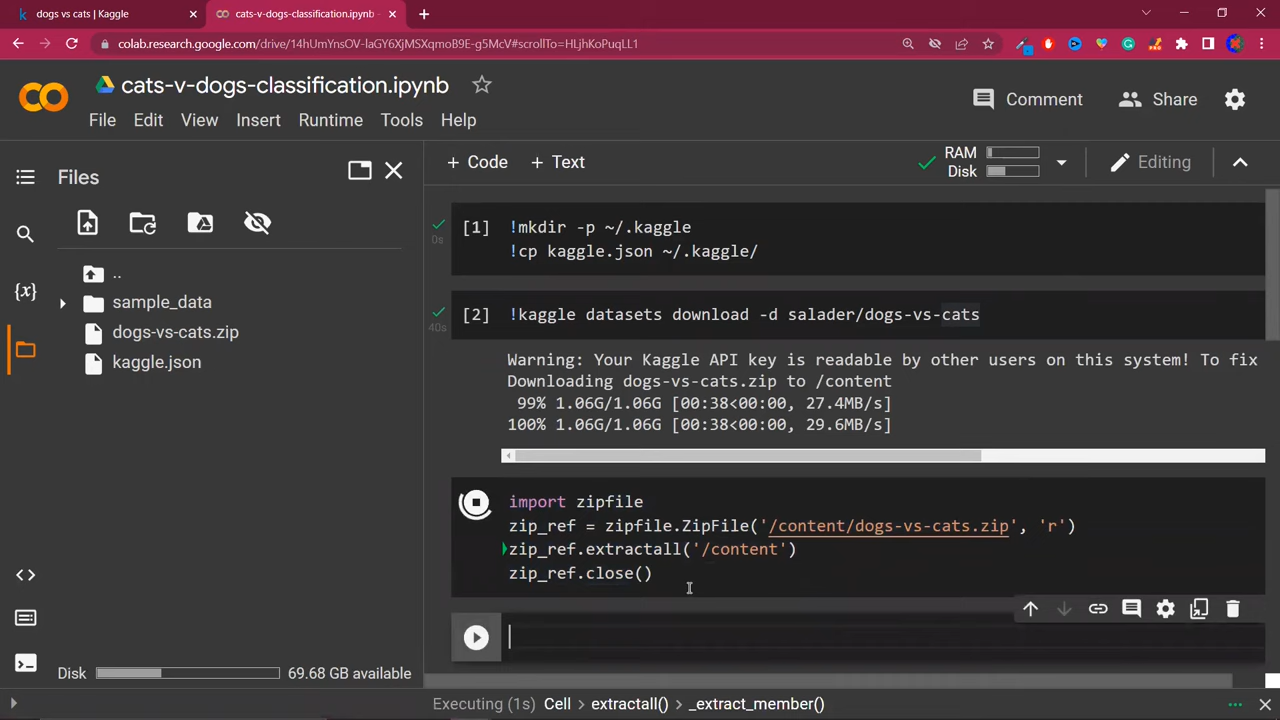 dogs vs cats | Kaggle
cats-v-dogs-classification.ipynb
colab.research.google.com/drive/14hUmYnsOV-laGY6XjMSXqmoB9E-g5McV#scrollTo=HLjhKoPuqLL1
cats-v-dogs-classification.ipynb
File Edit View Insert Runtime Tools Help
Comment
Share
Files
+ Code + Text
RAM
Disk
Editing
..
sample_data
dogs-vs-cats.zip
kaggle.json
[1] !mkdir -p ~/.kaggle
0s
!cp kaggle.json ~/.kaggle/
[2] !kaggle datasets download -d salader/dogs-vs-cats
40s
Warning: Your Kaggle API key is readable by other users on this system! To fix
Downloading dogs-vs-cats.zip to /content
99% 1.06G/1.06G [00:38<00:00, 27.4MB/s]
100% 1.06G/1.06G [00:38<00:00, 29.6MB/s]
import zipfile
zip_ref = zipfile.ZipFile('/content/dogs-vs-cats.zip', 'r')
zip_ref.extractall('/content')
zip_ref.close()
{x}
Disk
69.68 GB available
Executing (1s) Cell > extractall() > _extract_member()